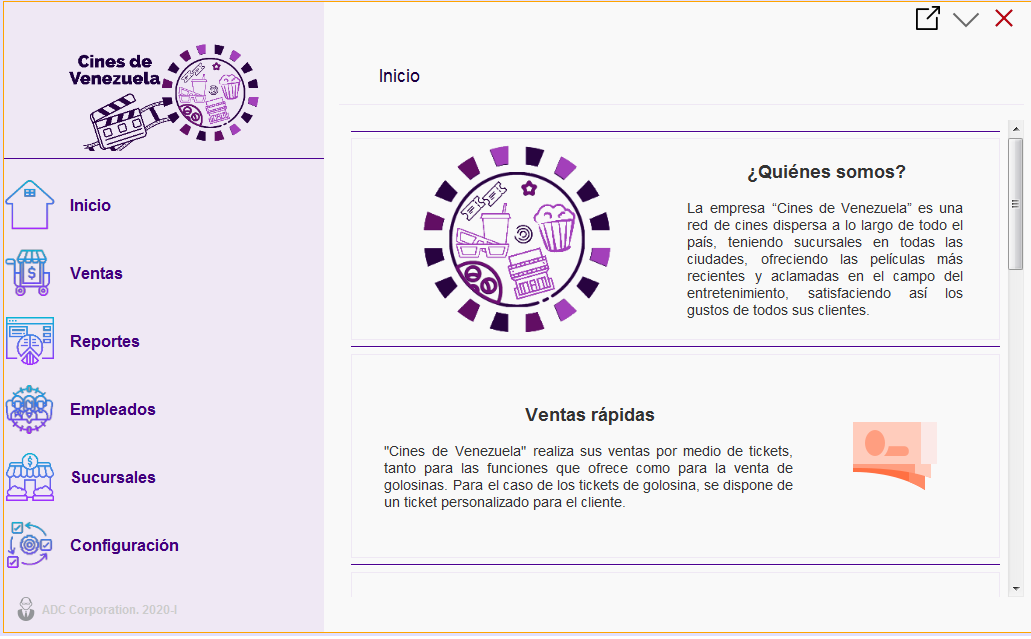 Cines de
Venezuela
Inicio
Ventas
Reportes
Empleados
Sucursales
Configuración
ADC Corporation. 2020-I
Inicio
¿Quiénes somos?
La empresa “Cines de Venezuela” es una
red de cines dispersa a lo largo de todo el
país, teniendo sucursales en todas las
ciudades, ofreciendo las películas más
recientes y aclamadas en el campo del
entretenimiento, satisfaciendo así los
gustos de todos sus clientes.
Ventas rápidas
"Cines de Venezuela" realiza sus ventas por medio de tickets,
tanto para las funciones que ofrece como para la venta de
golosinas. Para el caso de los tickets de golosina, se dispone de
un ticket personalizado para el cliente.